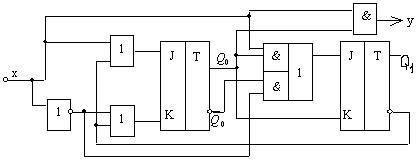 & y
1 J T Q₀ & J T Q₁
x 1
&
1 1 K Q₀ K